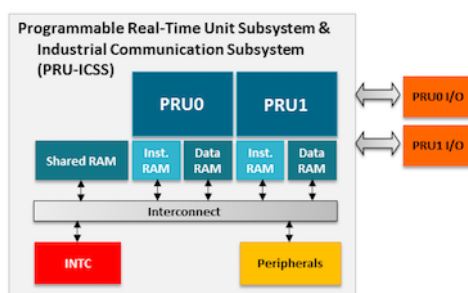 Programmable Real-Time Unit Subsystem &
Industrial Communication Subsystem
(PRU-ICSS)
PRU0
PRU1
PRU0 I/O
PRU1 I/O
Shared RAM
Inst.
RAM
Data
RAM
Inst.
RAM
Data
RAM
Interconnect
INTC
Peripherals